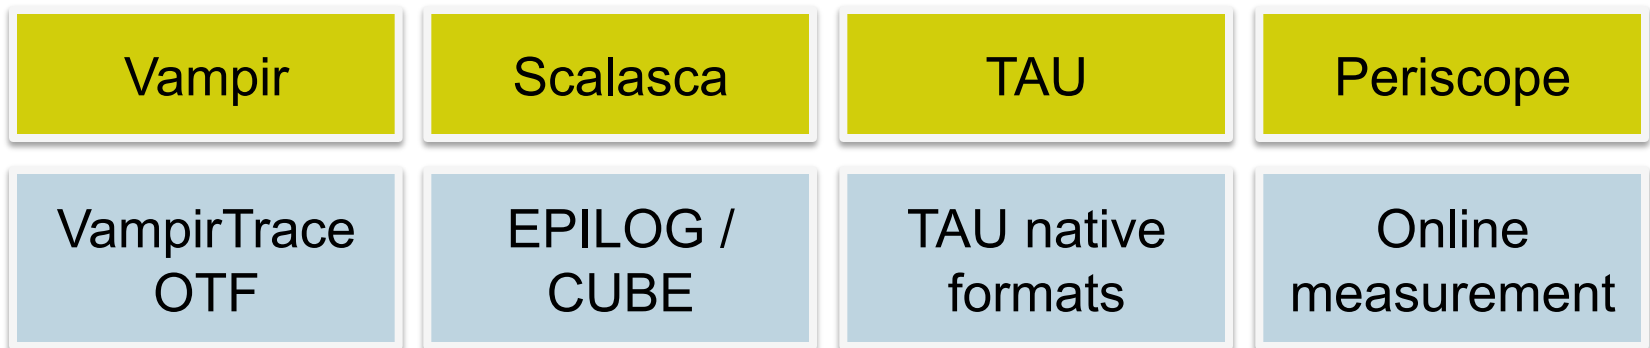 Vampir
Scalasca
TAU
Periscope
VampirTrace
OTF
EPILOG /
CUBE
TAU native
formats
Online
measurement